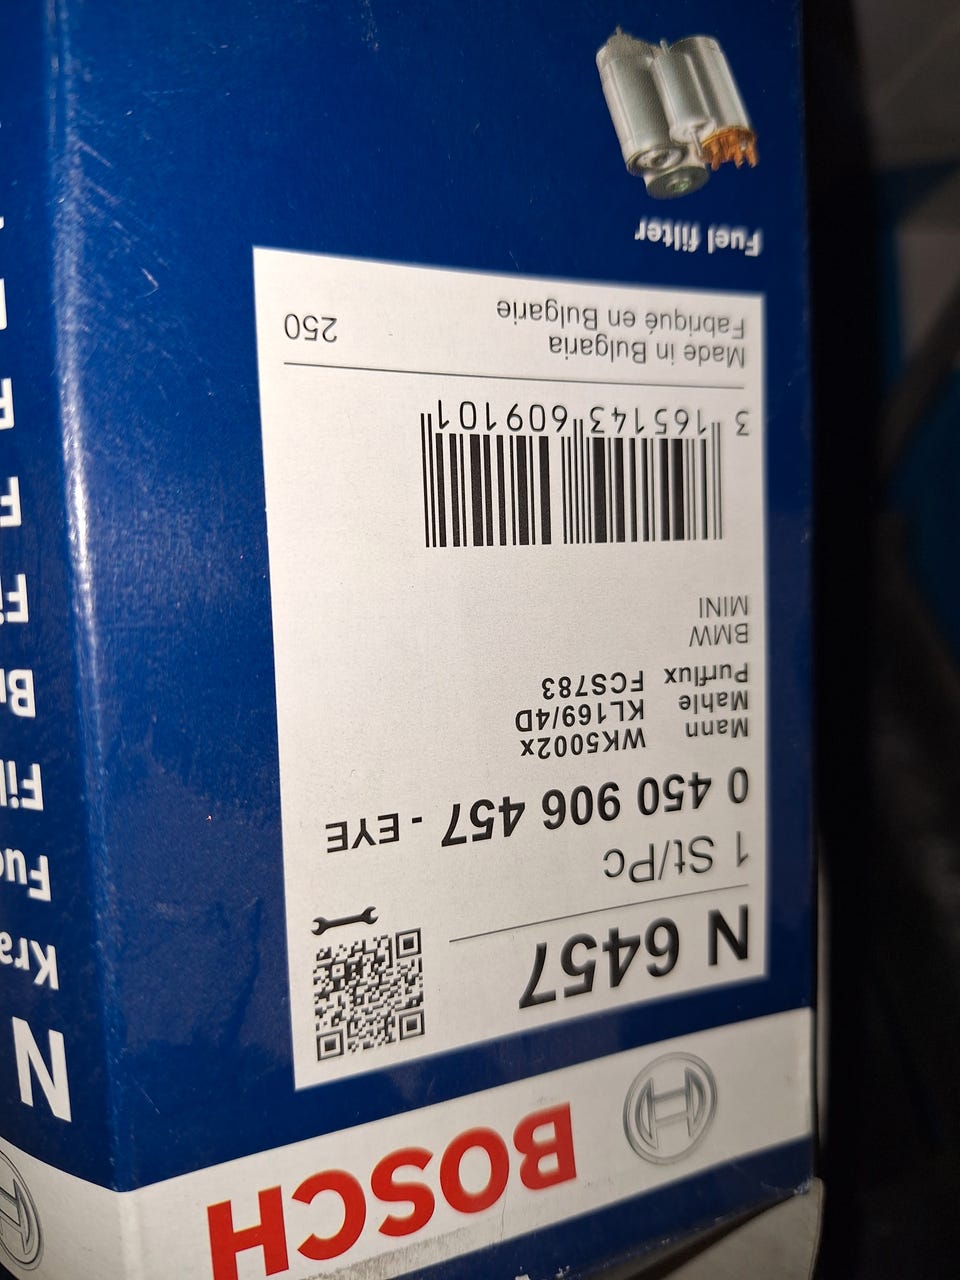 BOSCH
N 6457
1 St/Pc
0 450 906 457 - EYE
Mann WK5002x
Mahle KL169/4D
Purflux FCS783
BMW
MINI
3 165143 609101
Made in Bulgaria
Fabriqué en Bulgarie
250
Fuel filter
N